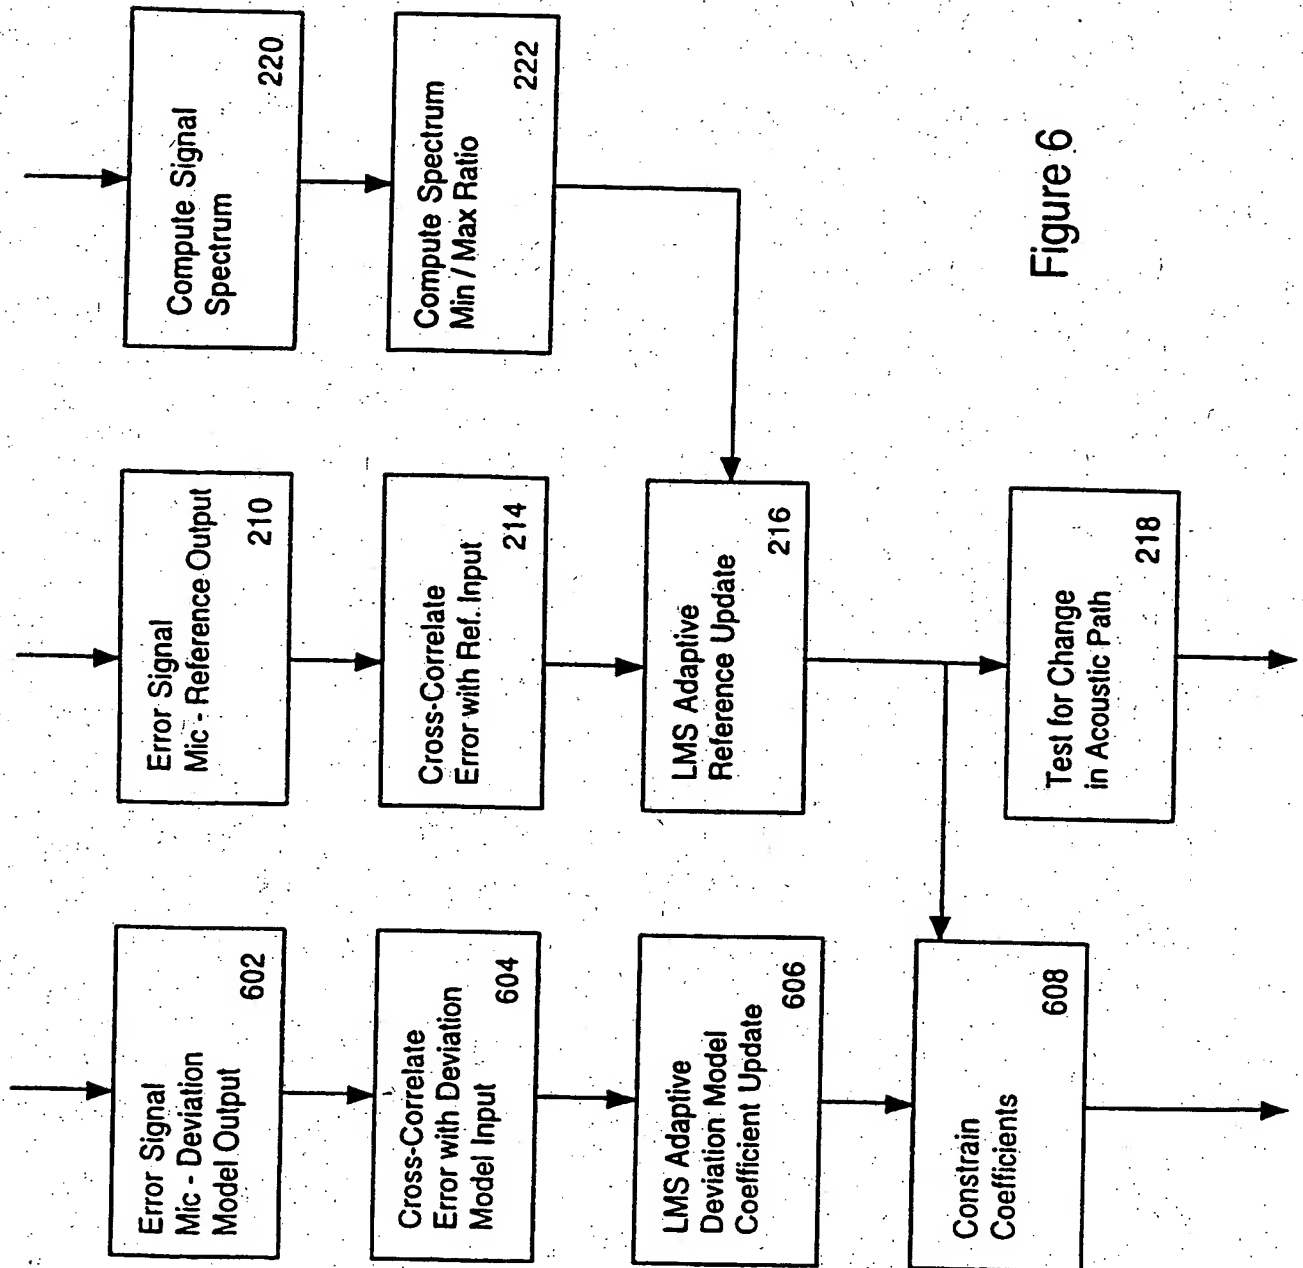 Error Signal
Mic - Deviation
Model Output
602
Cross-Correlate
Error with Deviation
Model Input
604
LMS Adaptive
Deviation Model
Coefficient Update
606
Constrain
Coefficients
608
Error Signal
Mic - Reference Output
210
Cross-Correlate
Error with Ref. Input
214
LMS Adaptive
Reference Update
216
Test for Change
in Acoustic Path
218
Compute Signal
Spectrum
220
Compute Spectrum
Min / Max Ratio
222
Figure 6